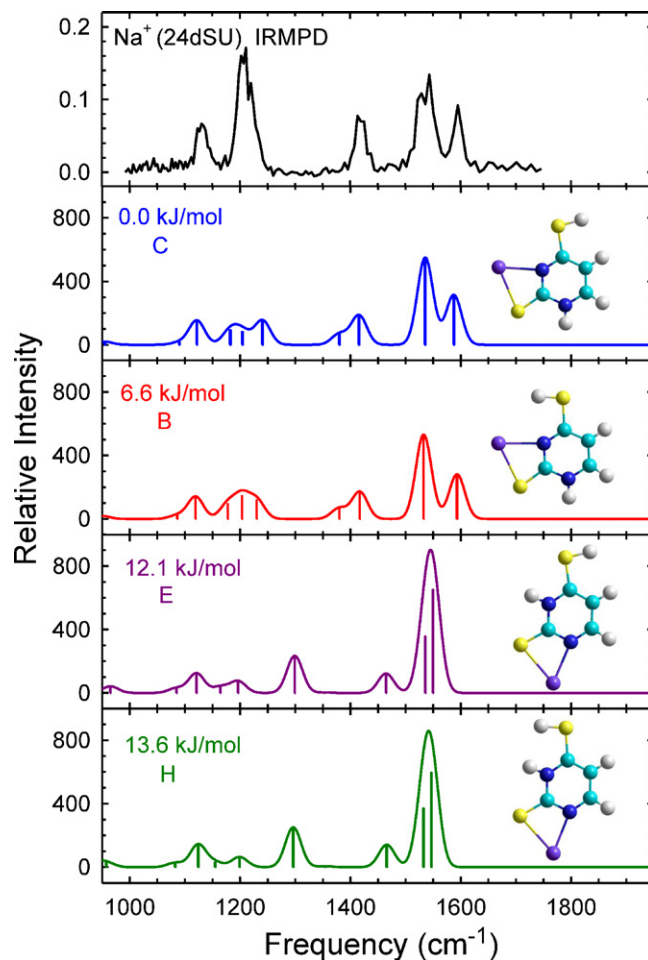 Na⁺ (24dSU) IRMPD
0.2
0.1
0.0
0.0 kJ/mol
C
800
400
0
6.6 kJ/mol
B
800
400
0
12.1 kJ/mol
E
800
400
0
13.6 kJ/mol
H
800
400
0
Relative Intensity
1000 1200 1400 1600 1800
Frequency (cm⁻¹)